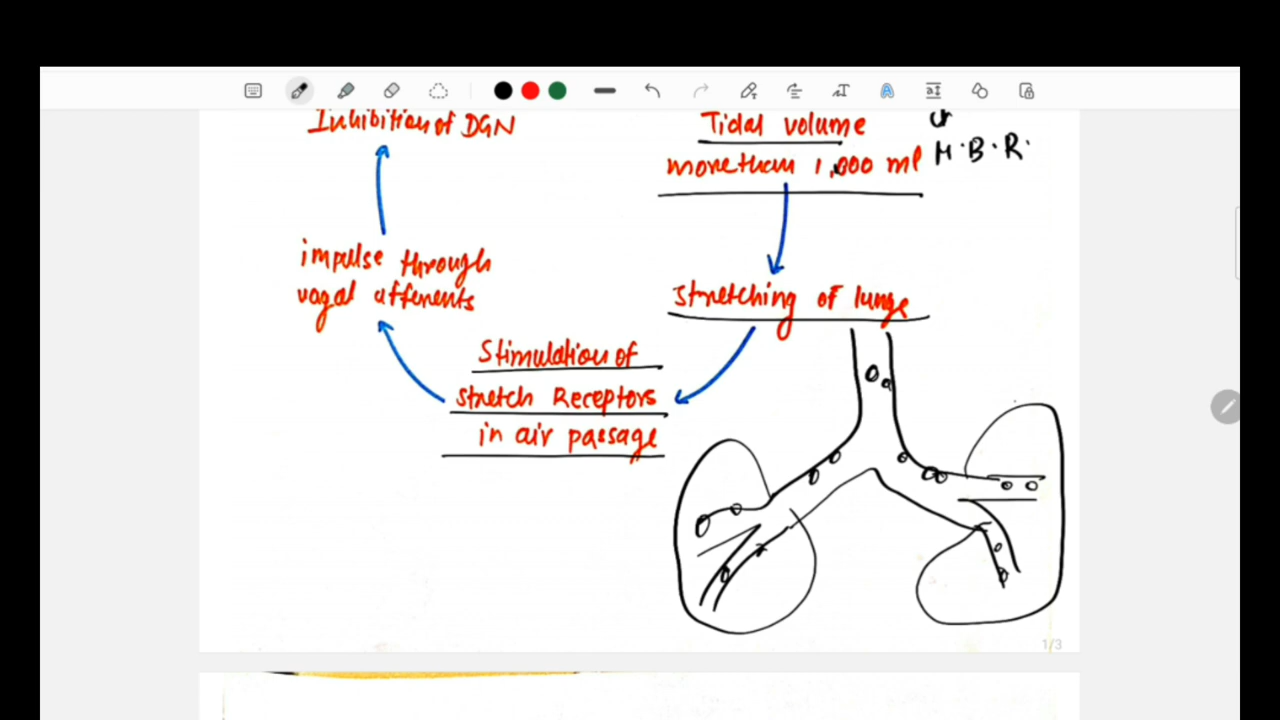 Inhibition of DGN
Tidal volume
more than 1,000 ml
or
H.B.R.
impulse through
vagal afferents
Stretching of lungs
Stimulation of
stretch Receptors
in air passage
1/3